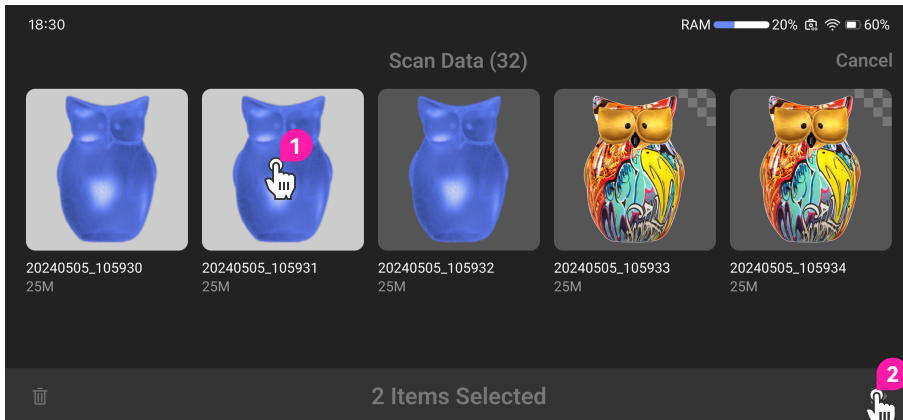 18:30
RAM 20% 60%
Scan Data (32)
Cancel
1
20240505_105930
25M
20240505_105931
25M
20240505_105932
25M
20240505_105933
25M
20240505_105934
25M
2 Items Selected
2